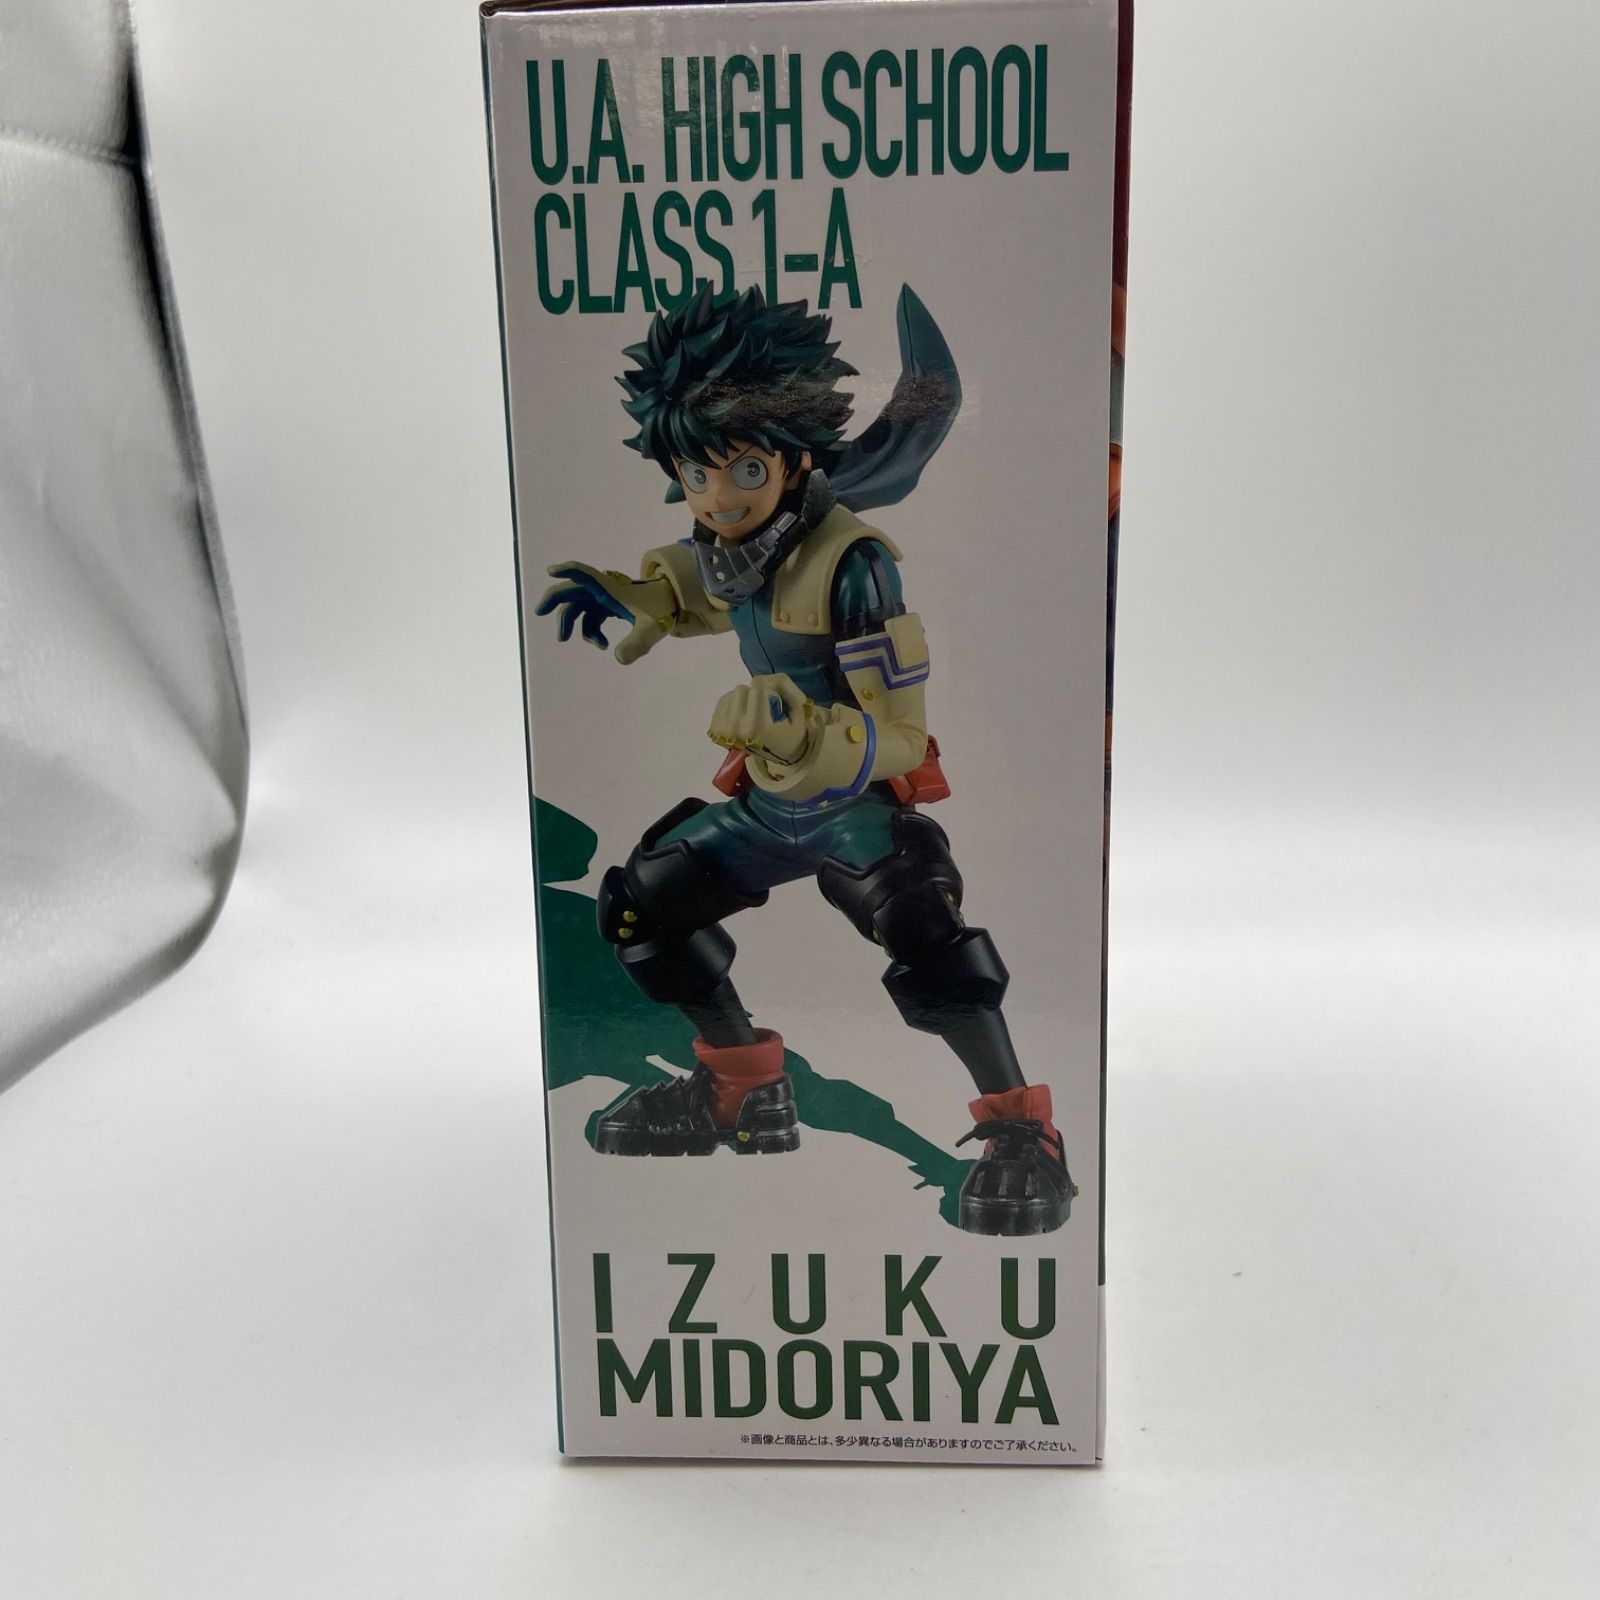 U.A. HIGH SCHOOL
CLASS 1-A
IZUKU
MIDORIYA
※画像と商品とは、多少異なる場合がありますのでご了承ください。